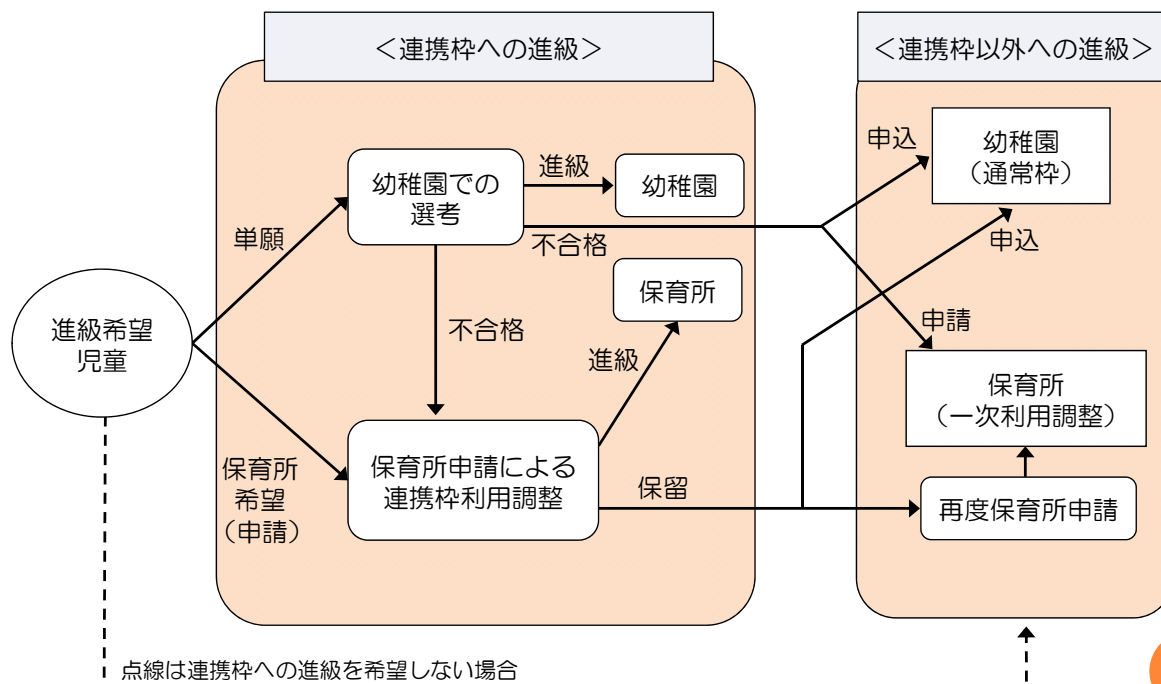 ＜連携枠への進級＞
＜連携枠以外への進級＞
進級希望
児童
単願
保育所
希望
（申請）
幼稚園での
選考
進級
幼稚園
不合格
不合格
保育所
進級
保育所申請による
連携枠利用調整
保留
申込
幼稚園
（通常枠）
申込
申請
保育所
（一次利用調整）
再度保育所申請
点線は連携枠への進級を希望しない場合